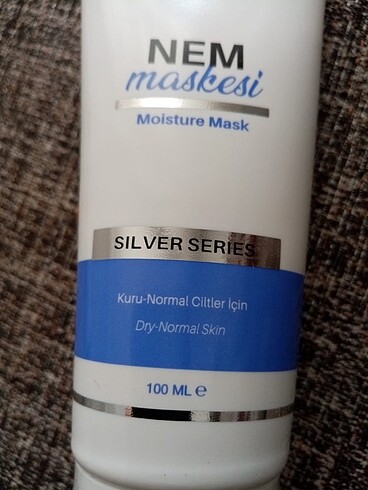 NEM
maskesi
Moisture Mask
SILVER SERIES
Kuru-Normal Ciltler İçin
Dry-Normal Skin
100 ML ℮